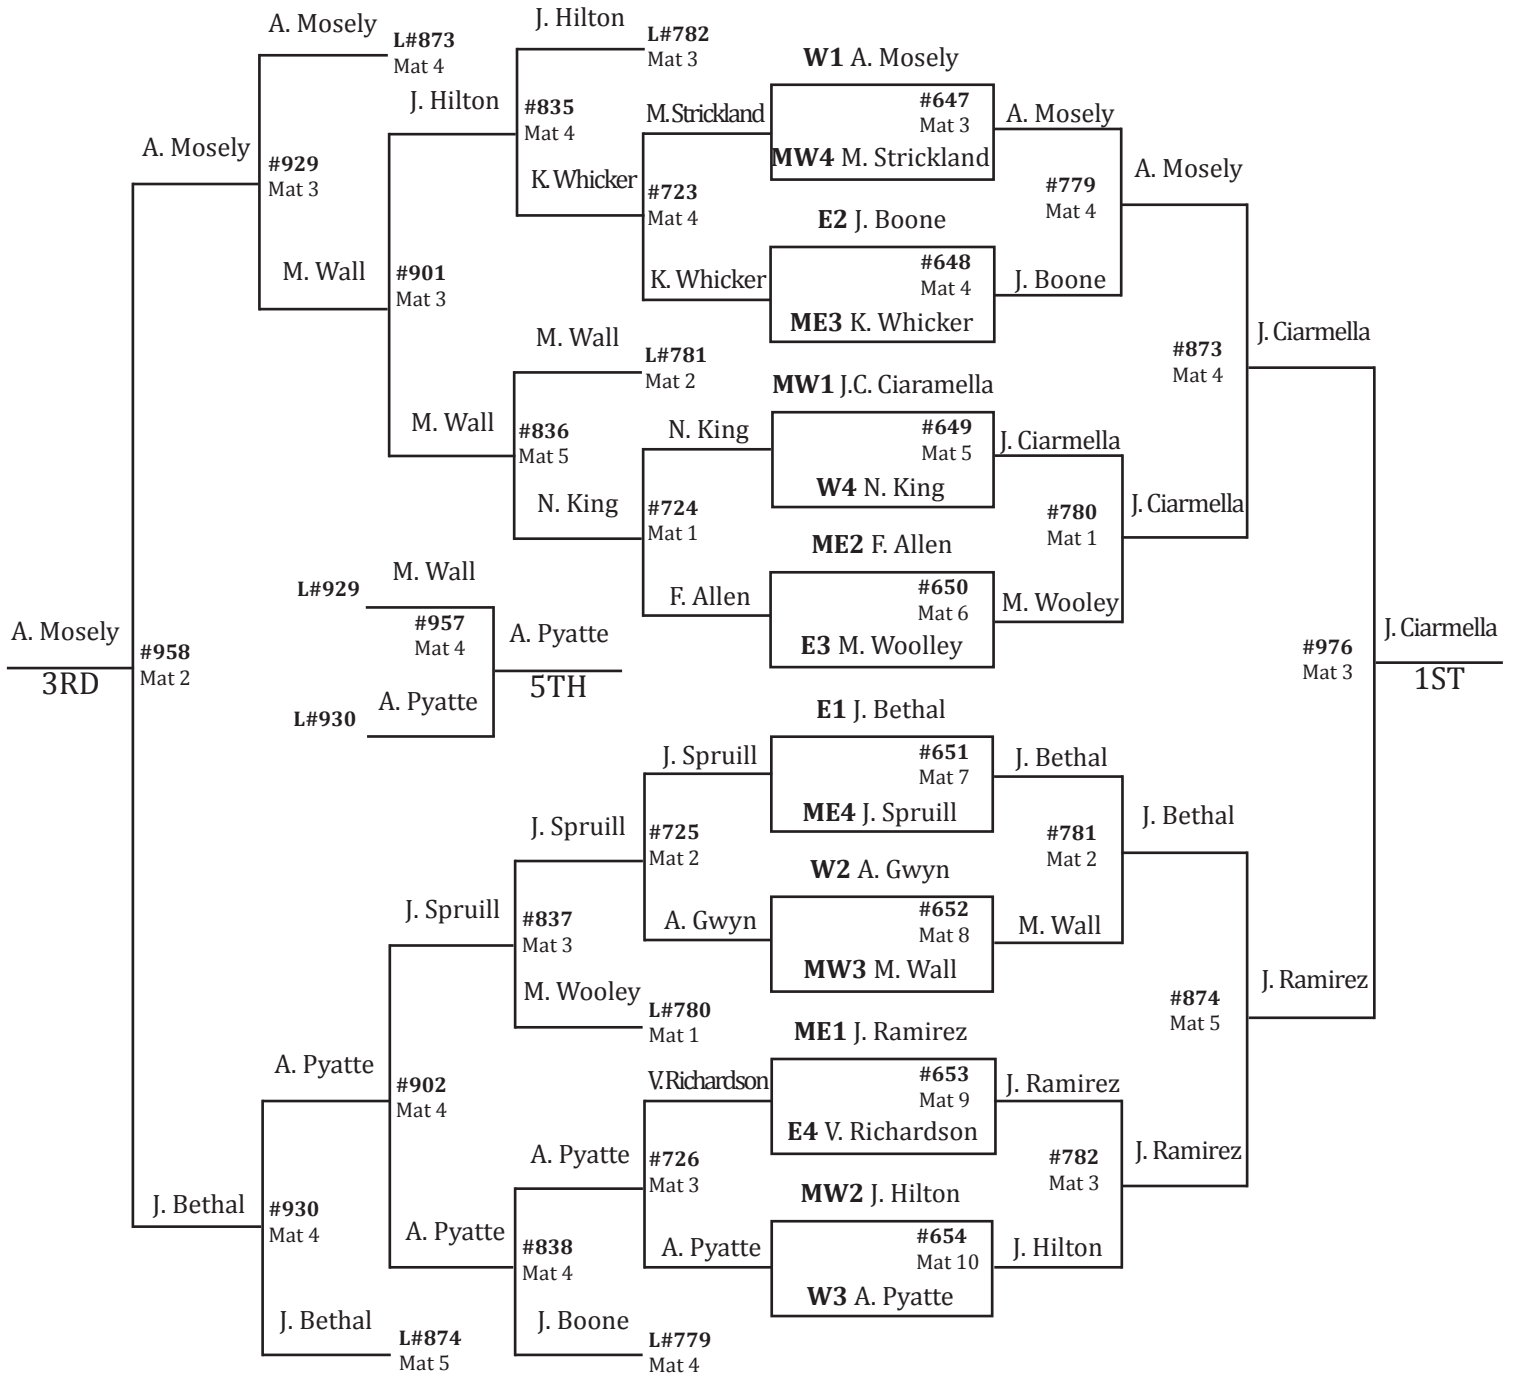 A. Mosely
L#873
Mat 4
J. Hilton
L#782
Mat 3
W1 A. Mosely
J. Hilton
#835
Mat 4
M. Strickland
#647
Mat 3
A. Mosely
MW4 M. Strickland
A. Mosely
#929
Mat 3
K. Whicker
#723
Mat 4
#779
Mat 4
A. Mosely
E2 J. Boone
M. Wall
#901
Mat 3
K. Whicker
#648
Mat 4
J. Boone
ME3 K. Whicker
M. Wall
L#781
Mat 2
#873
Mat 4
J. Ciarmella
MW1 J.C. Ciaramella
M. Wall
#836
Mat 5
N. King
#649
Mat 5
J. Ciarmella
W4 N. King
N. King
#724
Mat 1
#780
Mat 1
J. Ciarmella
ME2 F. Allen
M. Wall
L#929
F. Allen
#650
Mat 6
M. Wooley
E3 M. Woolley
#957
Mat 4
A. Pyatte
5TH
A. Mosely
3RD
#958
Mat 2
#976
Mat 3
J. Ciarmella
1ST
A. Pyatte
L#930
E1 J. Bethal
J. Spruill
#651
Mat 7
J. Bethal
ME4 J. Spruill
J. Spruill
#725
Mat 2
#781
Mat 2
J. Bethal
W2 A. Gwyn
J. Spruill
#837
Mat 3
A. Gwyn
#652
Mat 8
M. Wall
MW3 M. Wall
M. Wooley
L#780
Mat 1
#874
Mat 5
J. Ramirez
ME1 J. Ramirez
A. Pyatte
#902
Mat 4
V. Richardson
#653
Mat 9
J. Ramirez
E4 V. Richardson
A. Pyatte
#726
Mat 3
#782
Mat 3
J. Ramirez
MW2 J. Hilton
J. Bethal
#930
Mat 4
A. Pyatte
#838
Mat 4
A. Pyatte
#654
Mat 10
J. Hilton
W3 A. Pyatte
J. Bethal
L#874
Mat 5
J. Boone
L#779
Mat 4